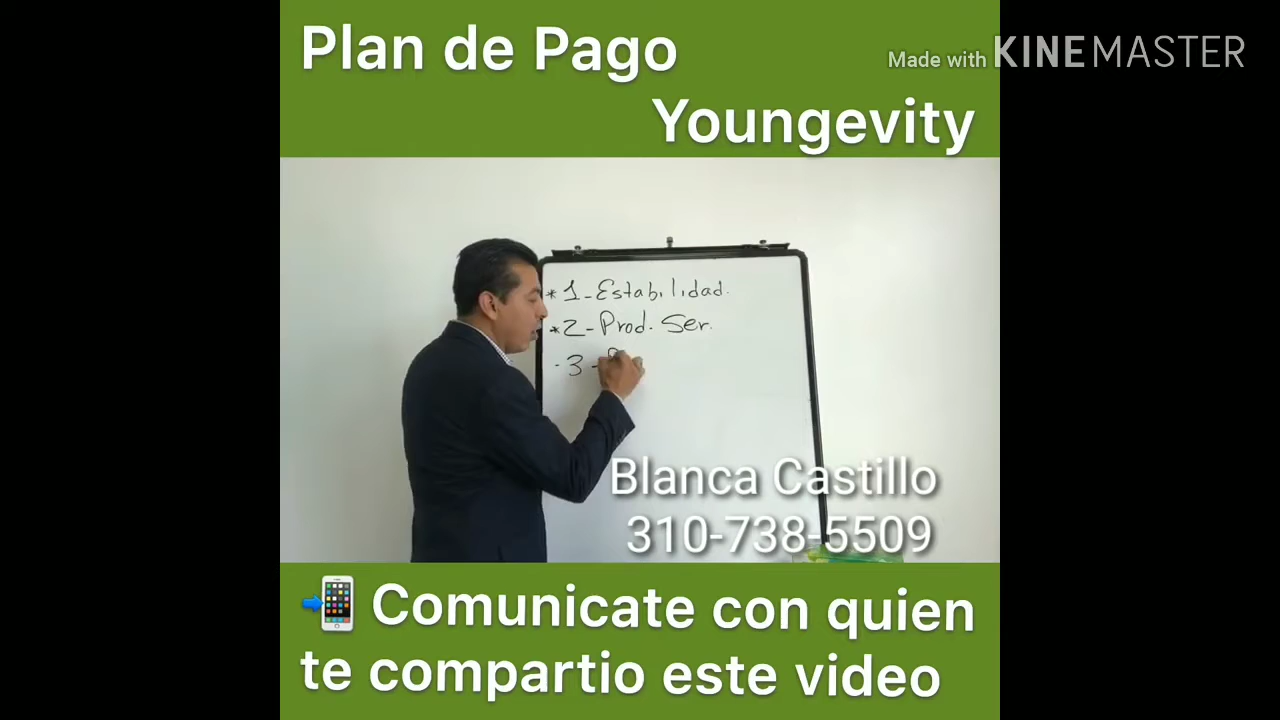 Plan de Pago
Made with KINEMASTER
Youngevity
* 1 - Estabilidad.
* 2 - Prod. Ser.
· 3 -
Blanca Castillo
310-738-5509
Comunicate con quien
te compartio este video